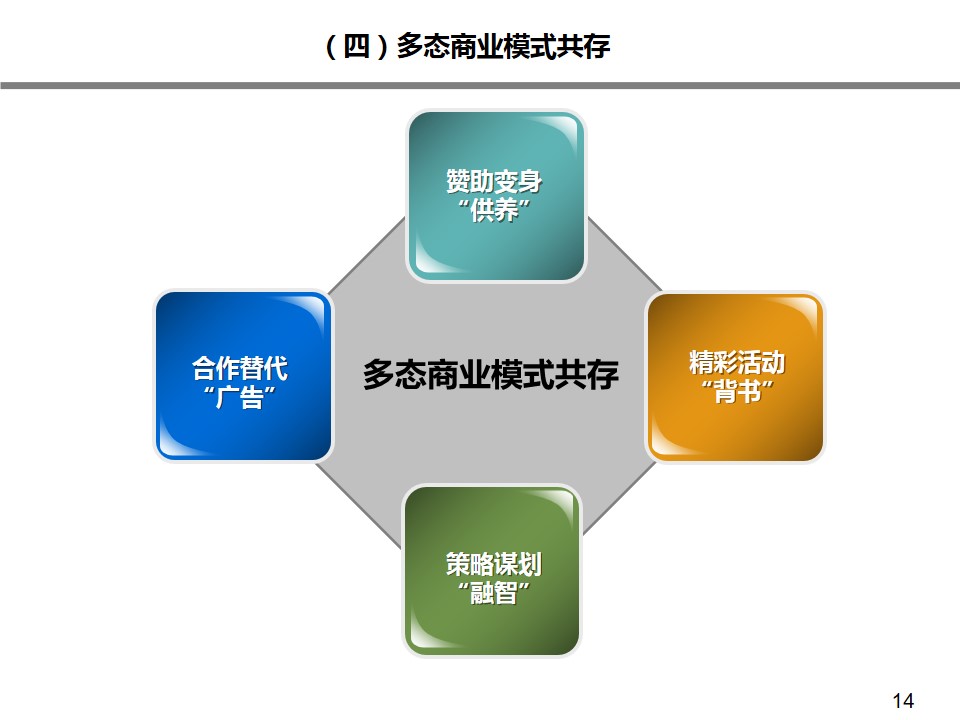 （四）多态商业模式共存
赞助变身
“供养”
合作替代
“广告”
多态商业模式共存
精彩活动
“背书”
策略谋划
“融智”
14